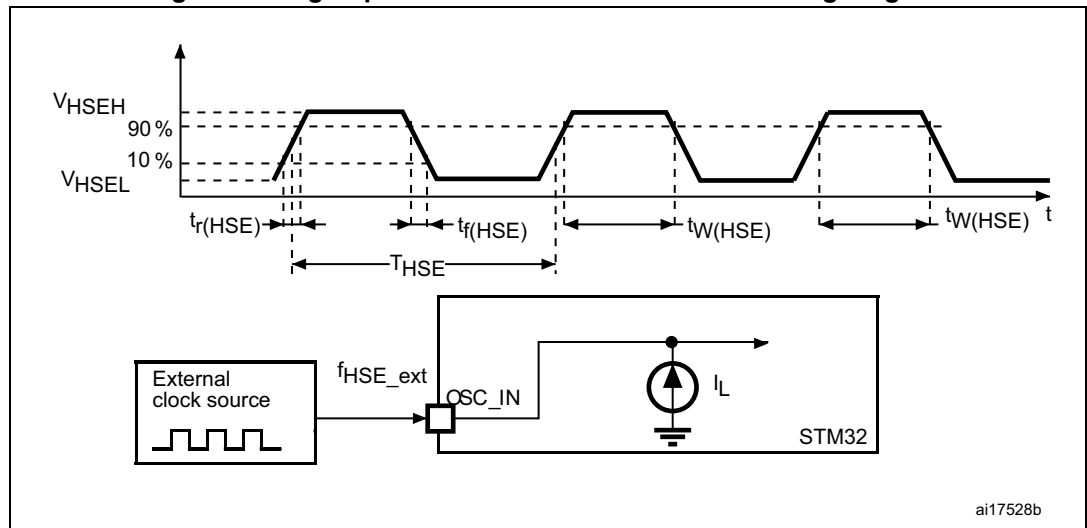 VHSEH
90 %
10 %
VHSEL
tr(HSE)
tf(HSE)
tW(HSE)
tW(HSE)
t
THSE
External
clock source
fHSE_ext
OSC_IN
IL
STM32
ai17528b